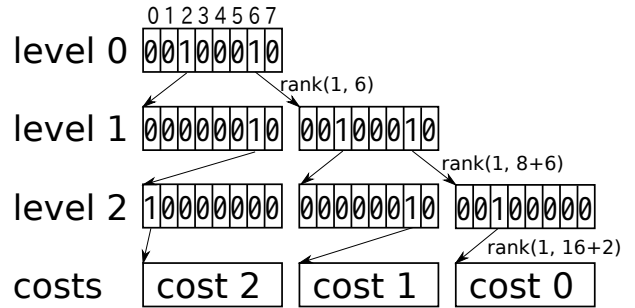 0 1 2 3 4 5 6 7
level 0 00100010
rank(1, 6)
level 1 00000010 00100010
rank(1, 8+6)
level 2 10000000 00000010 00100000
rank(1, 16+2)
costs cost 2 cost 1 cost 0